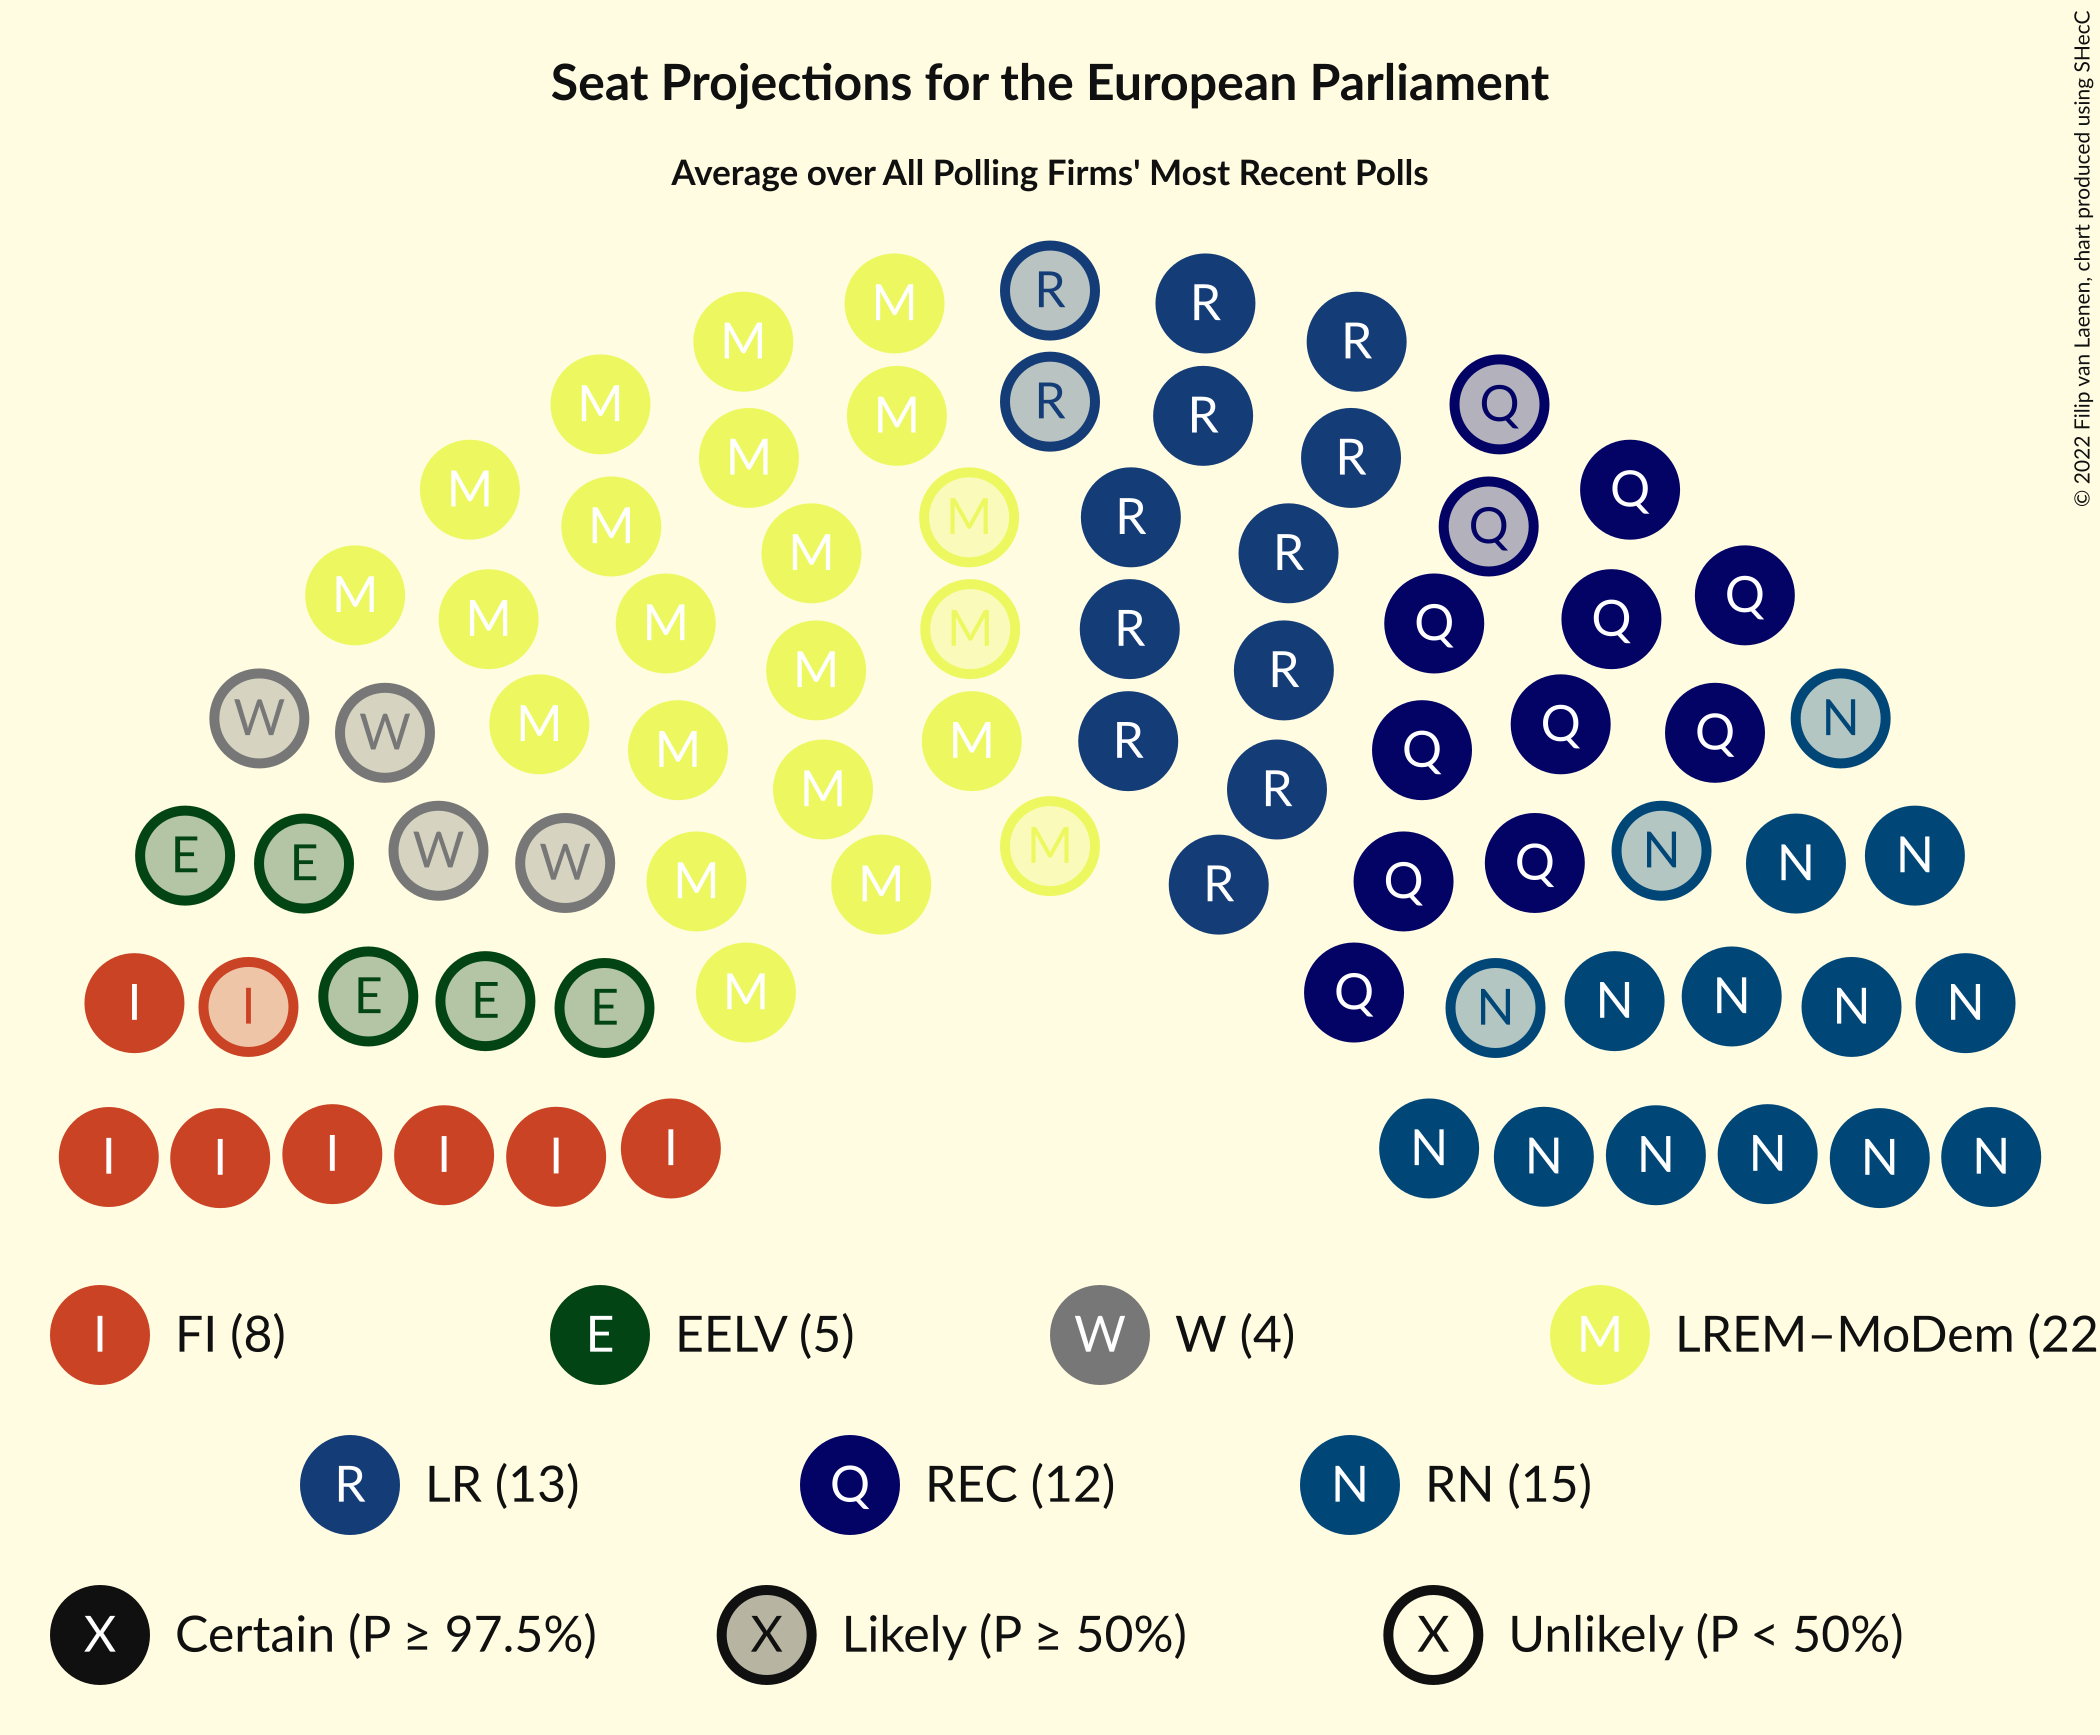 Seat Projections for the European Parliament
Average over All Polling Firms' Most Recent Polls
© 2022 Filip van Laenen, chart produced using SHecC
R
M R
M R
M R Q
M R
M R
M Q
M R
M Q
M R
M Q
M M Q Q
M R
M R
W N
W M Q Q
M R
M Q
M R
M
E E W W Q N N N
M M R Q
I I E E E M Q N N N N N
I I I I I I N N N N N N
I FI (8) E EELV (5) W W (4) M LREM–MoDem (22
R LR (13) Q REC (12) N RN (15)
X Certain (P ≥ 97.5%) X Likely (P ≥ 50%) X Unlikely (P < 50%)